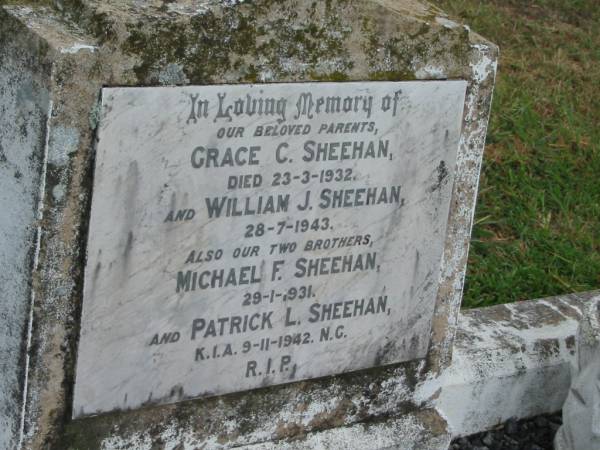 In Loving Memory of
OUR BELOVED PARENTS,
GRACE C. SHEEHAN,
DIED 23-3-1932.
AND WILLIAM J. SHEEHAN,
28-7-1943.
ALSO OUR TWO BROTHERS,
MICHAEL F. SHEEHAN,
29-1-1931.
AND PATRICK L. SHEEHAN,
K.I.A. 9-11-1942. N.G.
R.I.P.